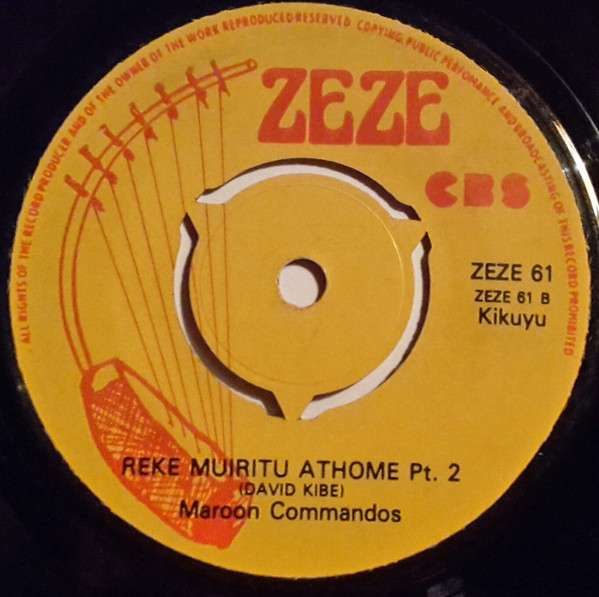 ALL RIGHTS OF THE RECORD PRODUCER AND OF THE OWNER OF THE WORK REPRODUCED RESERVED COPYING, PUBLIC PERFOMANCE AND BROADCASTING OF THIS RECORD PROHIBITED
ZEZE
CBS
ZEZE 61
ZEZE 61 B
Kikuyu
REKE MUIRITU ATHOME Pt. 2
(DAVID KIBE)
Maroon Commandos